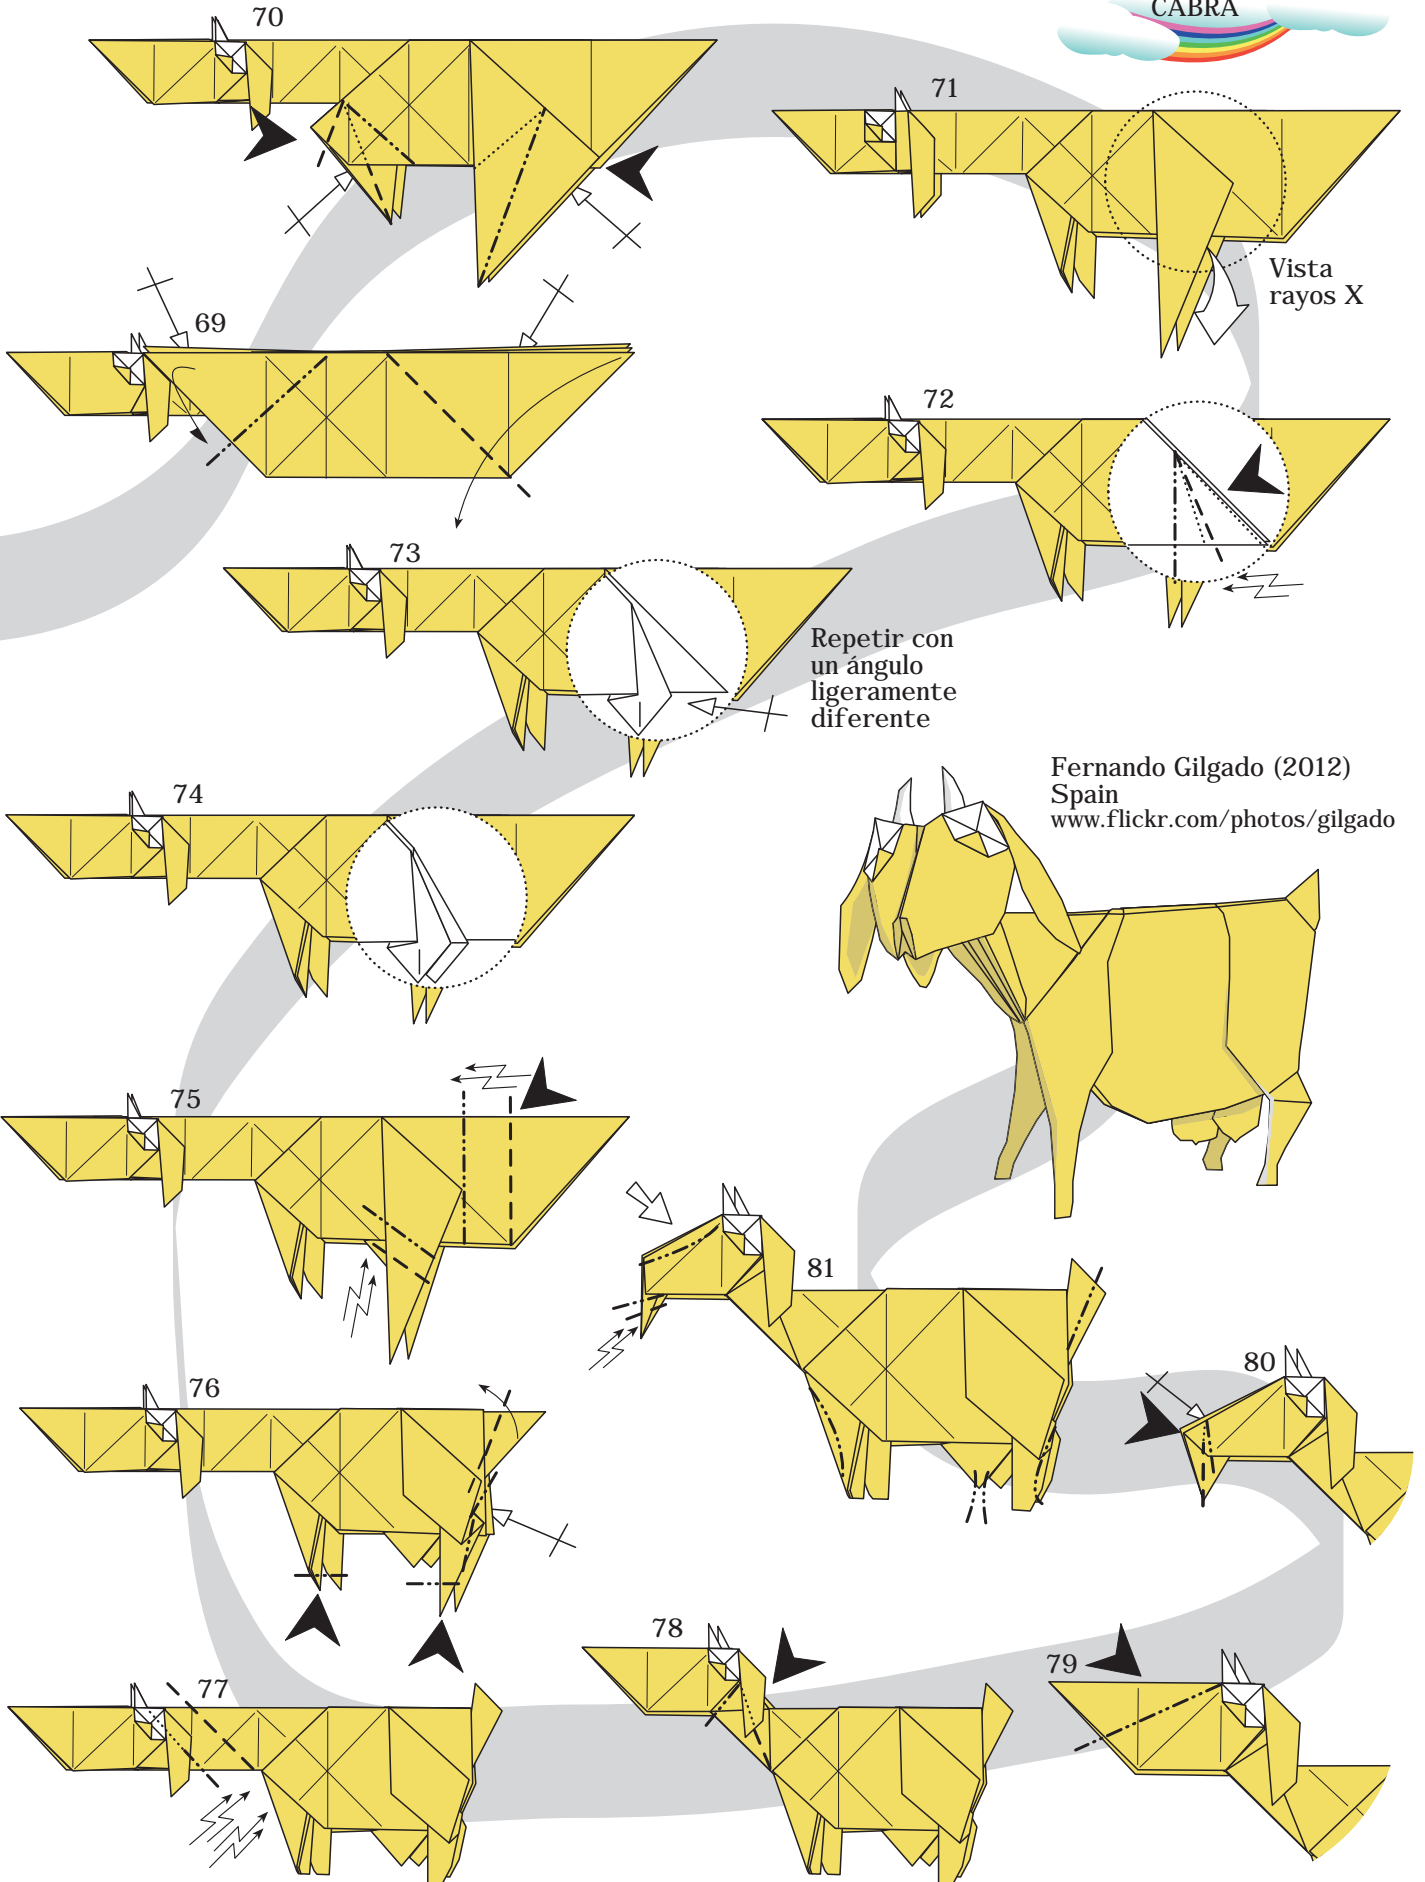 CABRA
70
71
Vista
rayos X
69
72
73
Repetir con
un ángulo
ligeramente
diferente
74
Fernando Gilgado (2012)
Spain
www.flickr.com/photos/gilgado
75
81
76
80
77
78
79